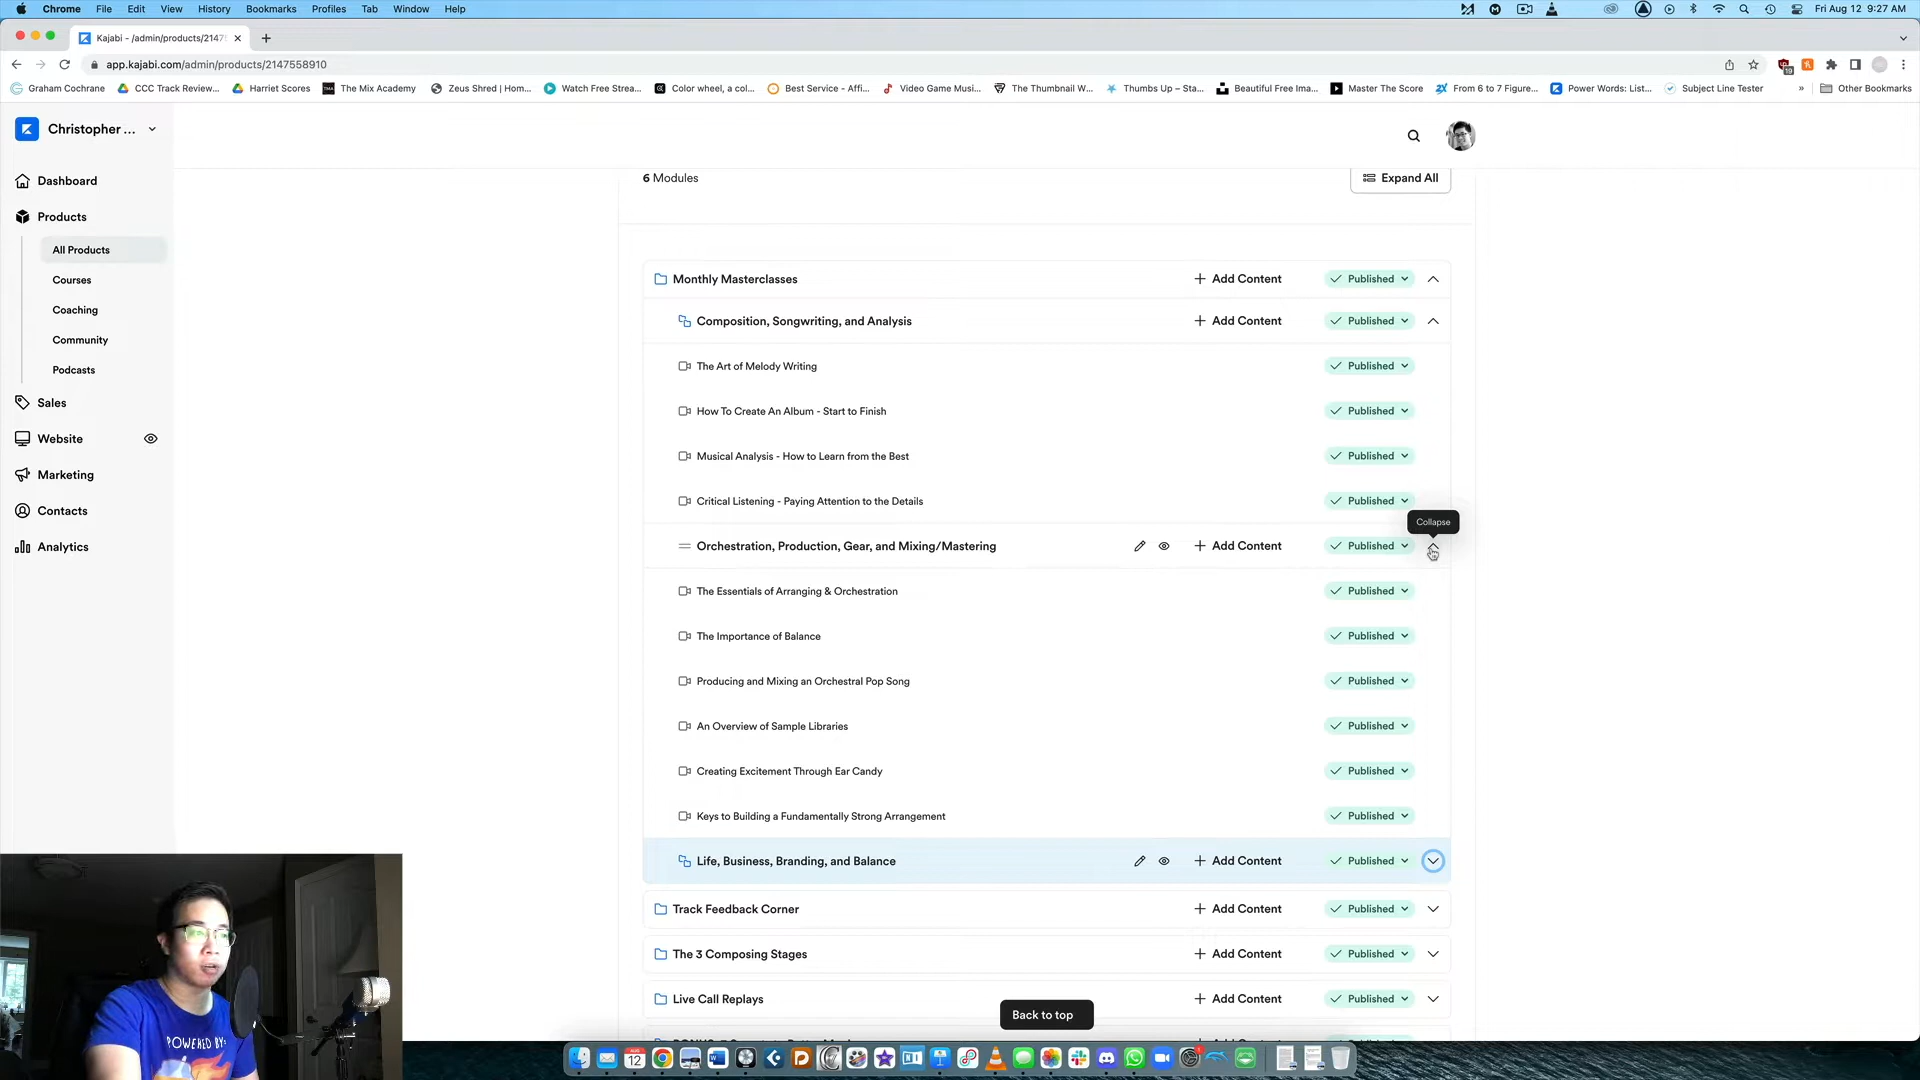 Chrome File Edit View History Bookmarks Profiles Tab Window Help
Fri Aug 12 9:27 AM
Kajabi - /admin/products/2147
app.kajabi.com/admin/products/2147558910
Graham Cochrane CCC Track Review... Harriet Scores The Mix Academy Zeus Shred | Hom... Watch Free Strea... Color wheel, a col... Best Service - Affi... Video Game Musi... The Thumbnail W... Thumbs Up – Sta... Beautiful Free Ima... Master The Score From 6 to 7 Figure... Power Words: List... Subject Line Tester » Other Bookmarks
Christopher ...
Dashboard
Products
All Products
Courses
Coaching
Community
Podcasts
Sales
Website
Marketing
Contacts
Analytics
6 Modules Expand All
Monthly Masterclasses + Add Content Published
Composition, Songwriting, and Analysis + Add Content Published
The Art of Melody Writing Published
How To Create An Album - Start to Finish Published
Musical Analysis - How to Learn from the Best Published
Critical Listening - Paying Attention to the Details Published
Collapse
Orchestration, Production, Gear, and Mixing/Mastering + Add Content Published
The Essentials of Arranging & Orchestration Published
The Importance of Balance Published
Producing and Mixing an Orchestral Pop Song Published
An Overview of Sample Libraries Published
Creating Excitement Through Ear Candy Published
Keys to Building a Fundamentally Strong Arrangement Published
Life, Business, Branding, and Balance + Add Content Published
Track Feedback Corner + Add Content Published
The 3 Composing Stages + Add Content Published
Live Call Replays + Add Content Published
Back to top
POWERED BY: